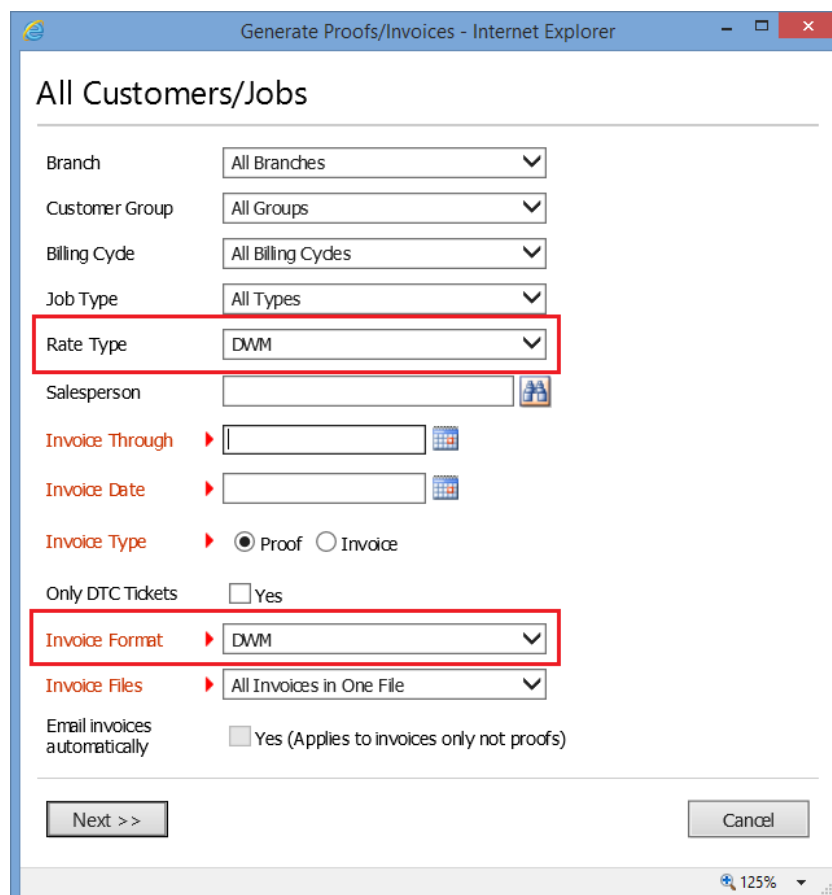 Generate Proofs/Invoices - Internet Explorer
All Customers/Jobs
Branch All Branches
Customer Group All Groups
Billing Cycle All Billing Cycles
Job Type All Types
Rate Type DWM
Salesperson
Invoice Through
Invoice Date
Invoice Type Proof Invoice
Only DTC Tickets Yes
Invoice Format DWM
Invoice Files All Invoices in One File
Email invoices
automatically Yes (Applies to invoices only not proofs)
Next >> Cancel
125%